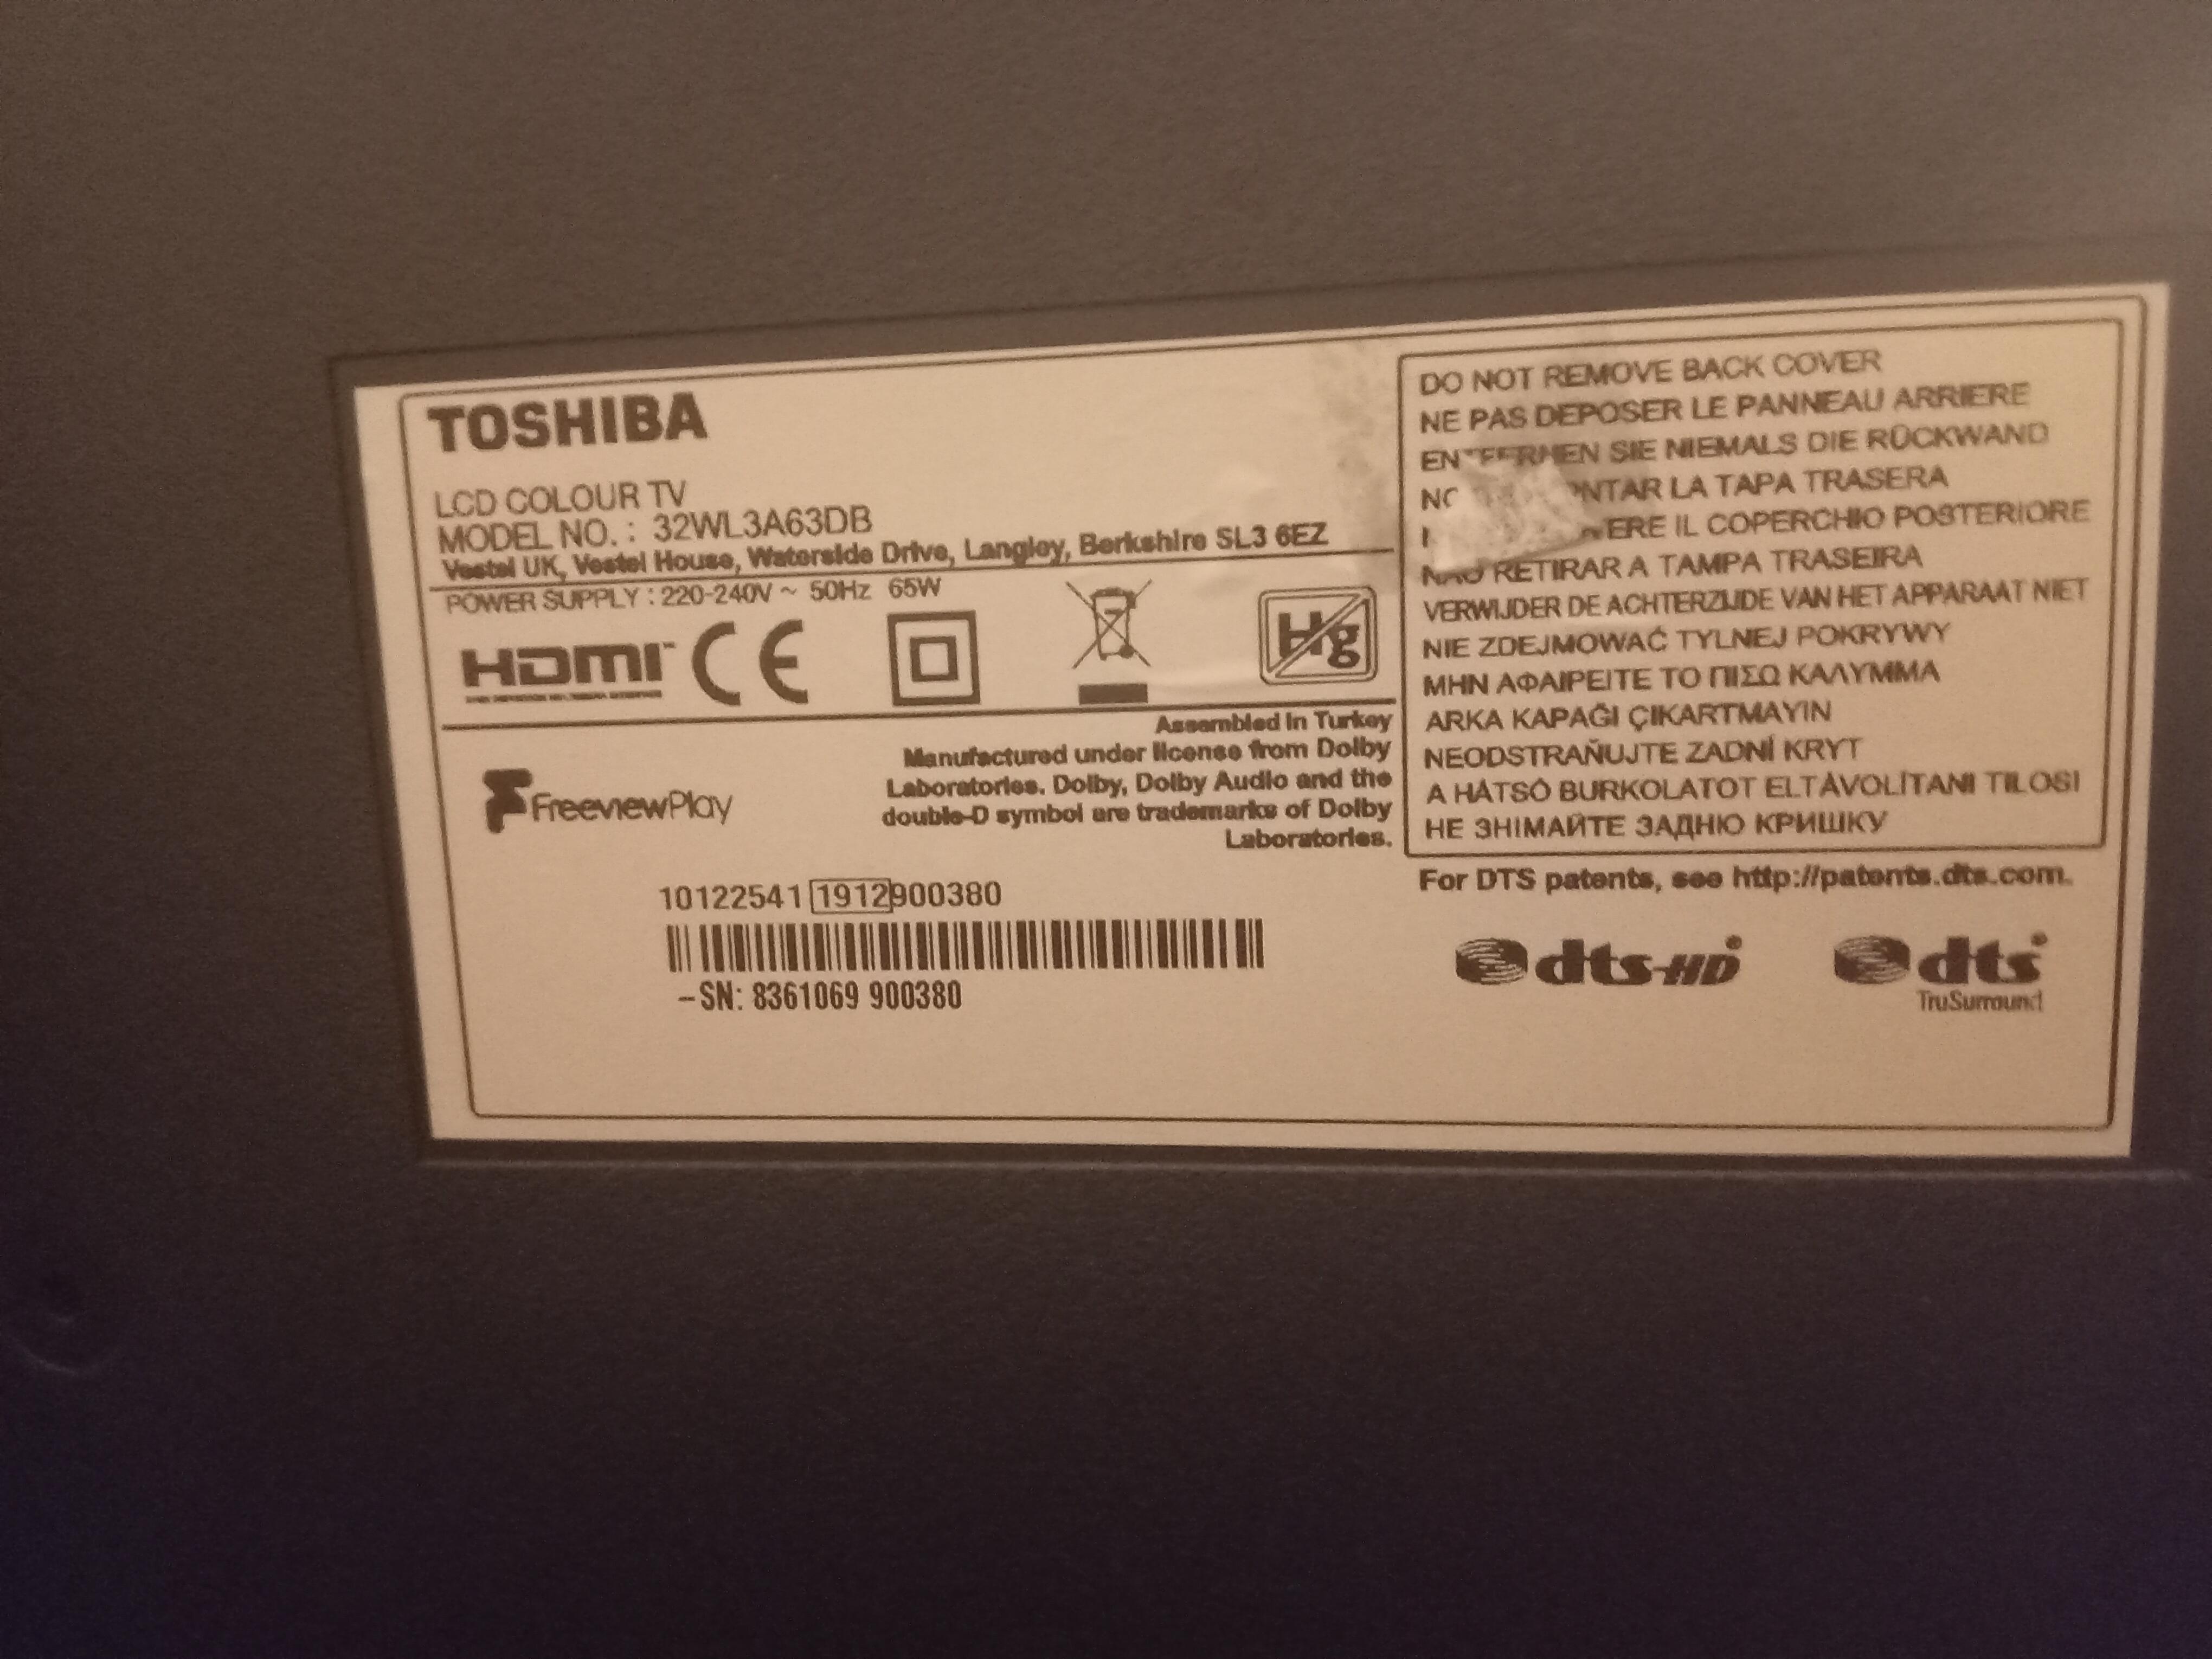 TOSHIBA
LCD COLOUR TV
MODEL NO. : 32WL3A63DB
Vestel UK, Vestel House, Waterside Drive, Langley, Berkshire SL3 6EZ
POWER SUPPLY : 220-240V ~ 50Hz 65W
HDMI™ CE Hg
Assembled in Turkey
Manufactured under license from Dolby
Laboratories. Dolby, Dolby Audio and the
double-D symbol are trademarks of Dolby
Laboratories.
FreeviewPlay
10122541 1912 900380
-SN: 8361069 900380
DO NOT REMOVE BACK COVER
NE PAS DEPOSER LE PANNEAU ARRIERE
SIE NIEMALS DIE RÜCKWAND
LA TAPA TRASERA
IL COPERCHIO POSTERIORE
RETIRAR A TAMPA TRASEIRA
VERWIJDER DE ACHTERZIJDE VAN HET APPARAAT NIET
NIE ZDEJMOWAĆ TYLNEJ POKRYWY
ΜΗΝ ΑΦΑΙΡΕΙΤΕ ΤΟ ΠΙΣΩ ΚΑΛΥΜΜΑ
ARKA KAPAĞI ÇIKARTMAYIN
NEODSTRAŇUJTE ZADNÍ KRYT
A HÁTSÓ BURKOLATOT ELTÁVOLÍTANI TILOS!
НЕ ЗНІМАЙТЕ ЗАДНЮ КРИШКУ
For DTS patents, see http://patents.dts.com.
dts-HD dts
TruSurround